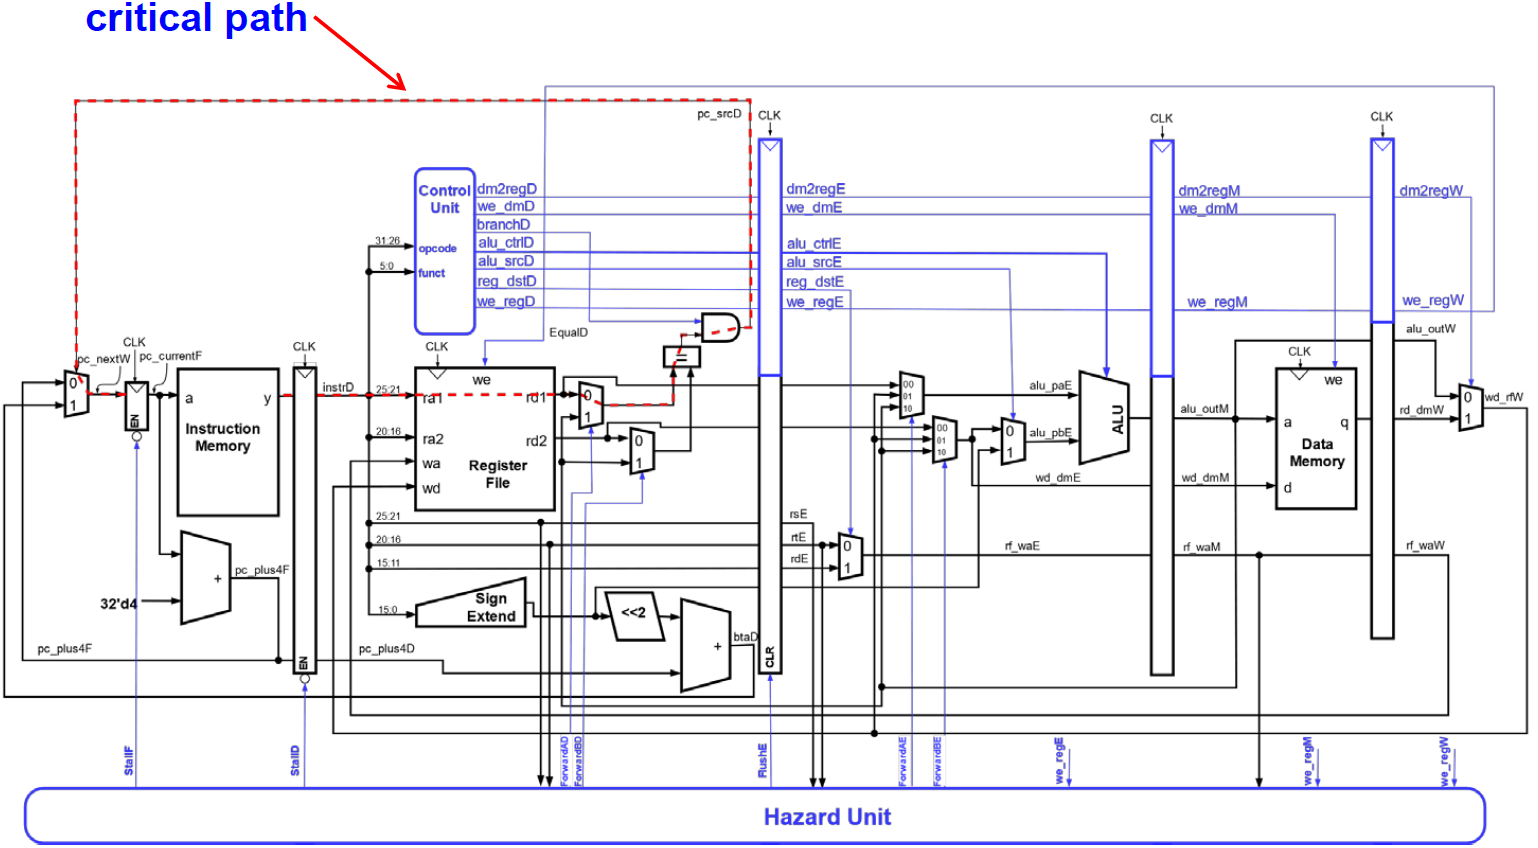 critical path
pc_srcD
CLK
CLK
CLK
Control
Unit
opcode
funct
31:26
5:0
dm2regD
we_dmD
branchD
alu_ctrlD
alu_srcD
reg_dstD
we_regD
dm2regE
we_dmE
alu_ctrlE
alu_srcE
reg_dstE
we_regE
dm2regM
we_dmM
we_regM
dm2regW
we_regW
alu_outW
EqualD
=
CLK
pc_nextW
pc_currentF
CLK
CLK
CLK
0
1
EN
a
y
Instruction
Memory
instrD
25:21
20:16
we
ra1
rd1
ra2
rd2
wa
wd
Register
File
0
1
0
1
00
01
10
00
01
10
0
1
alu_paE
alu_pbE
ALU
alu_outM
we
a
q
Data
Memory
d
rd_dmW
0
1
wd_rfW
wd_dmE
wd_dmM
25:21
20:16
15:11
15:0
rsE
rtE
rdE
0
1
rf_waE
rf_waM
rf_waW
+
pc_plus4F
32'd4
Sign
Extend
<<2
+
btaD
pc_plus4F
EN
pc_plus4D
CLR
StallF
StallD
ForwardAD
ForwardBD
FlushE
ForwardAE
ForwardBE
we_regE
we_regM
we_regW
Hazard Unit